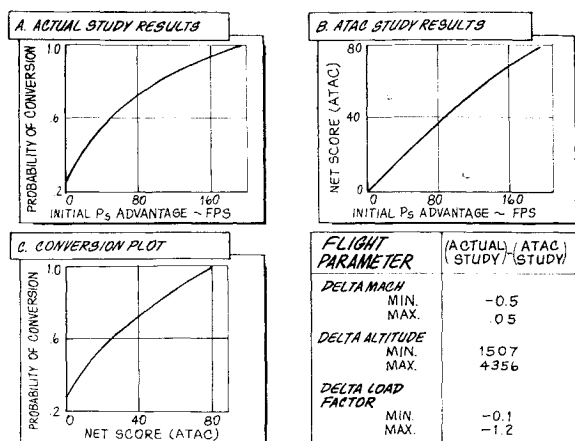 A. ACTUAL STUDY RESULTS
PROBABILITY OF CONVERSION
1.0
.6
.2
0
80
160
INITIAL PS ADVANTAGE ~ FPS
B. ATAC STUDY RESULTS
NET SCORE (ATAC)
80
40
0
0
80
160
INITIAL PS ADVANTAGE ~ FPS
C. CONVERSION PLOT
PROBABILITY OF CONVERSION
1.0
.6
.2
0
40
80
NET SCORE (ATAC)
FLIGHT PARAMETER
(ACTUAL STUDY)-(ATAC STUDY)
DELTA MACH
MIN. -0.5
MAX. .05
DELTA ALTITUDE
MIN. 1507
MAX. 4356
DELTA LOAD
FACTOR
MIN. -0.1
MAX. -1.2